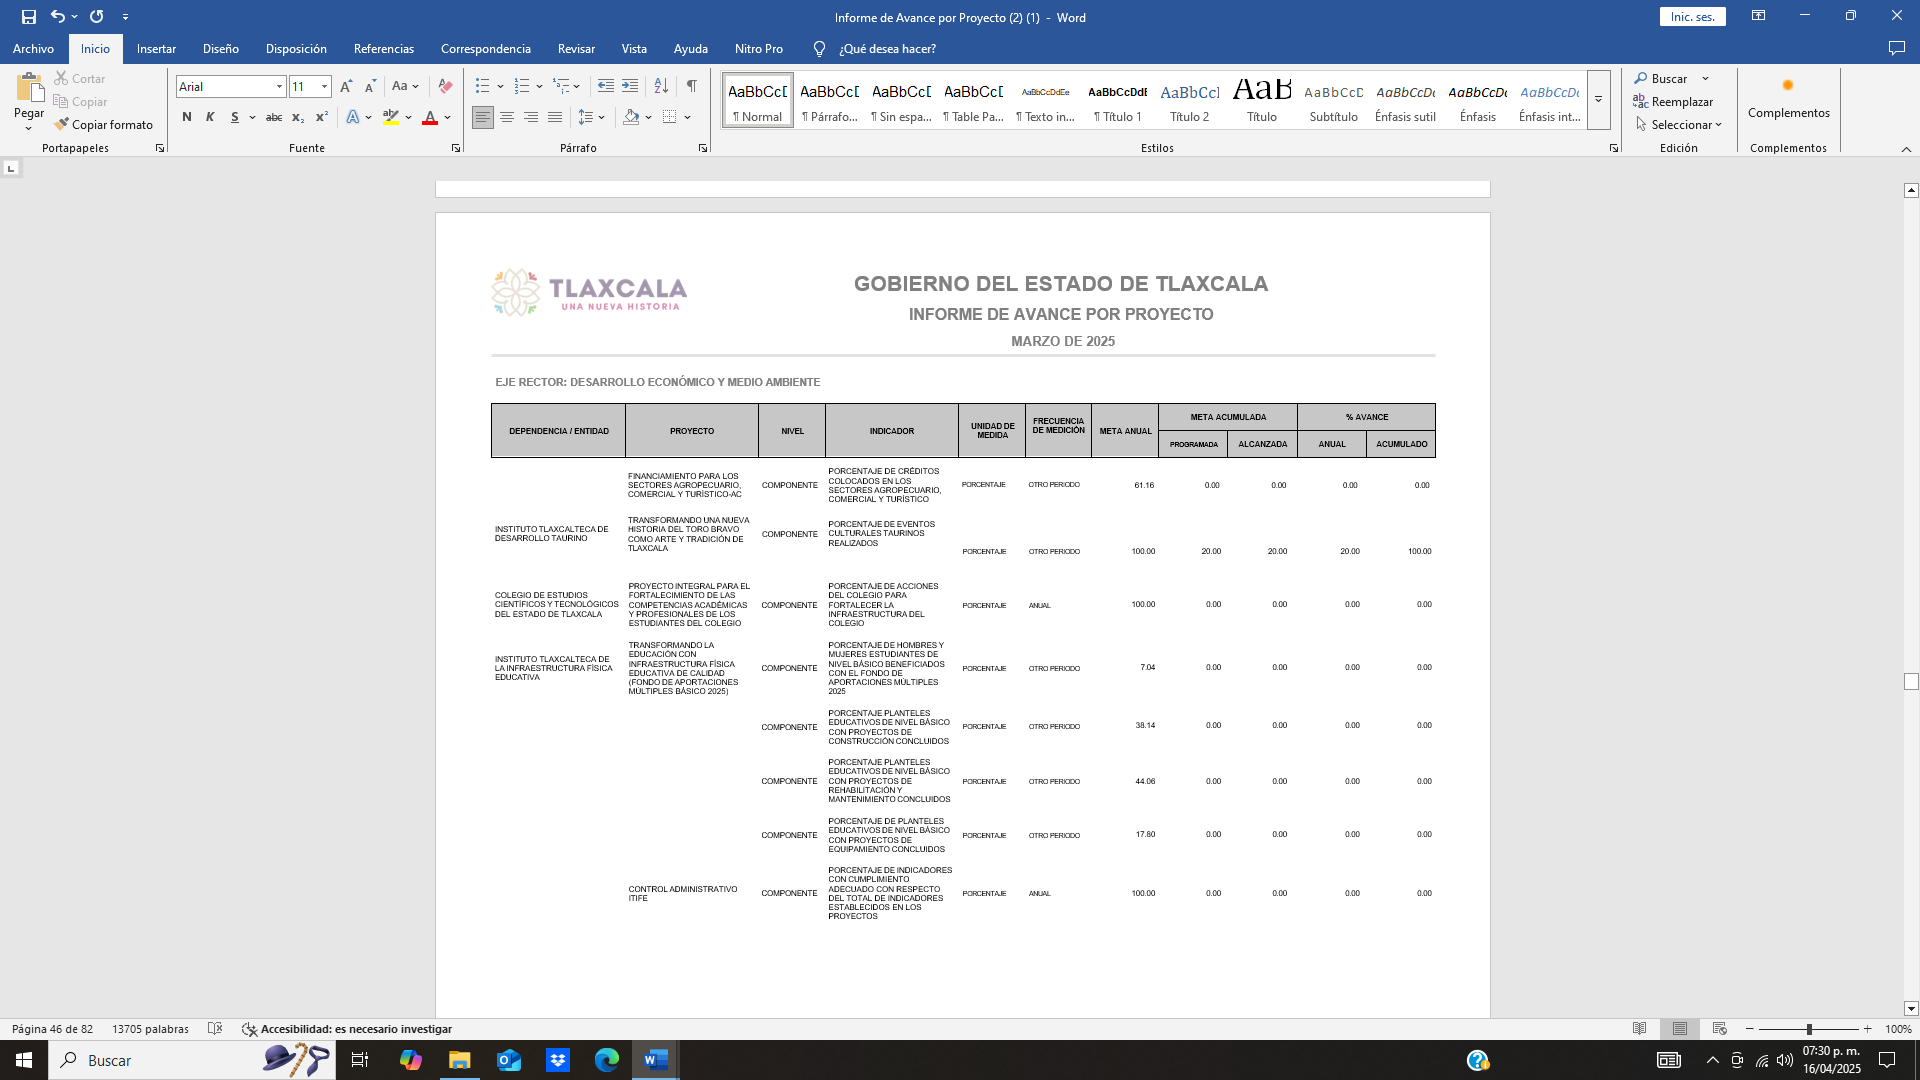 Informe de Avance por Proyecto (2) (1) - Word
Inic. ses.
Archivo Inicio Insertar Diseño Disposición Referencias Correspondencia Revisar Vista Ayuda Nitro Pro ¿Qué desea hacer?
Pegar
Cortar
Copiar
Copiar formato
Portapapeles
Arial 11
N K S abc x₂ x²
Fuente
Párrafo
AaBbCcI AaBbCcI AaBbCcI AaBbCcI AaBbCcDdEe AaBbCcDdE AaBbCcI AaB AaBbCcD AaBbCcDc AaBbCcDc AaBbCcDc
¶ Normal ¶ Párrafo... ¶ Sin espa... ¶ Table Pa... ¶ Texto in... ¶ Título 1 Título 2 Título Subtítulo Énfasis sutil Énfasis Énfasis int...
Estilos
Buscar
Reemplazar
Seleccionar
Edición
Complementos
Complementos
TLAXCALA
UNA NUEVA HISTORIA
GOBIERNO DEL ESTADO DE TLAXCALA
INFORME DE AVANCE POR PROYECTO
MARZO DE 2025
EJE RECTOR: DESARROLLO ECONÓMICO Y MEDIO AMBIENTE
DEPENDENCIA / ENTIDAD
PROYECTO
NIVEL
INDICADOR
UNIDAD DE
MEDIDA
FRECUENCIA
DE MEDICIÓN
META ANUAL
META ACUMULADA
PROGRAMADA ALCANZADA
% AVANCE
ANUAL ACUMULADO
FINANCIAMIENTO PARA LOS
SECTORES AGROPECUARIO,
COMERCIAL Y TURÍSTICO-AC
COMPONENTE
PORCENTAJE DE CRÉDITOS
COLOCADOS EN LOS
SECTORES AGROPECUARIO,
COMERCIAL Y TURÍSTICO
PORCENTAJE OTRO PERIODO 61.16 0.00 0.00 0.00 0.00
INSTITUTO TLAXCALTECA DE
DESARROLLO TAURINO
TRANSFORMANDO UNA NUEVA
HISTORIA DEL TORO BRAVO
COMO ARTE Y TRADICIÓN DE
TLAXCALA
COMPONENTE
PORCENTAJE DE EVENTOS
CULTURALES TAURINOS
REALIZADOS
PORCENTAJE OTRO PERIODO 100.00 20.00 20.00 20.00 100.00
COLEGIO DE ESTUDIOS
CIENTÍFICOS Y TECNOLÓGICOS
DEL ESTADO DE TLAXCALA
PROYECTO INTEGRAL PARA EL
FORTALECIMIENTO DE LAS
COMPETENCIAS ACADÉMICAS
Y PROFESIONALES DE LOS
ESTUDIANTES DEL COLEGIO
COMPONENTE
PORCENTAJE DE ACCIONES
DEL COLEGIO PARA
FORTALECER LA
INFRAESTRUCTURA DEL
COLEGIO
PORCENTAJE ANUAL 100.00 0.00 0.00 0.00 0.00
INSTITUTO TLAXCALTECA DE
LA INFRAESTRUCTURA FÍSICA
EDUCATIVA
TRANSFORMANDO LA
EDUCACIÓN CON
INFRAESTRUCTURA FÍSICA
EDUCATIVA DE CALIDAD
(FONDO DE APORTACIONES
MÚLTIPLES BÁSICO 2025)
COMPONENTE
PORCENTAJE DE HOMBRES Y
MUJERES ESTUDIANTES DE
NIVEL BÁSICO BENEFICIADOS
CON EL FONDO DE
APORTACIONES MÚLTIPLES
2025
PORCENTAJE OTRO PERIODO 7.04 0.00 0.00 0.00 0.00
COMPONENTE
PORCENTAJE PLANTELES
EDUCATIVOS DE NIVEL BÁSICO
CON PROYECTOS DE
CONSTRUCCIÓN CONCLUIDOS
PORCENTAJE OTRO PERIODO 38.14 0.00 0.00 0.00 0.00
COMPONENTE
PORCENTAJE PLANTELES
EDUCATIVOS DE NIVEL BÁSICO
CON PROYECTOS DE
REHABILITACIÓN Y
MANTENIMIENTO CONCLUIDOS
PORCENTAJE OTRO PERIODO 44.06 0.00 0.00 0.00 0.00
COMPONENTE
PORCENTAJE DE PLANTELES
EDUCATIVOS DE NIVEL BÁSICO
CON PROYECTOS DE
EQUIPAMIENTO CONCLUIDOS
PORCENTAJE OTRO PERIODO 17.80 0.00 0.00 0.00 0.00
CONTROL ADMINISTRATIVO
ITIFE
COMPONENTE
PORCENTAJE DE INDICADORES
CON CUMPLIMIENTO
ADECUADO CON RESPECTO
DEL TOTAL DE INDICADORES
ESTABLECIDOS EN LOS
PROYECTOS
PORCENTAJE ANUAL 100.00 0.00 0.00 0.00 0.00
Página 46 de 82 13705 palabras Accesibilidad: es necesario investigar 100%
Buscar
07:30 p. m.
16/04/2025